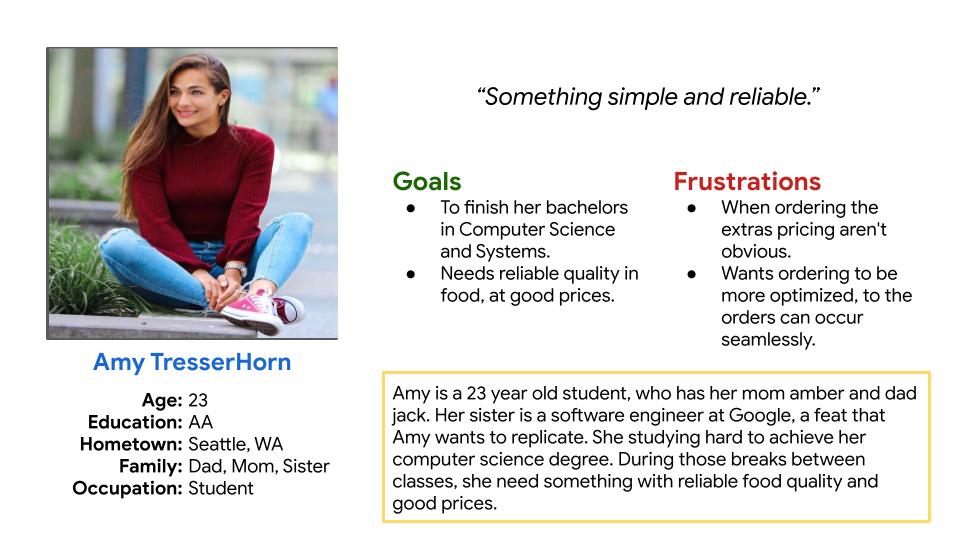 “Something simple and reliable.”
Goals
● To finish her bachelors
in Computer Science
and Systems.
● Needs reliable quality in
food, at good prices.
Frustrations
● When ordering the
extras pricing aren't
obvious.
● Wants ordering to be
more optimized, to the
orders can occur
seamlessly.
Amy TresserHorn
Age: 23
Education: AA
Hometown: Seattle, WA
Family: Dad, Mom, Sister
Occupation: Student
Amy is a 23 year old student, who has her mom amber and dad
jack. Her sister is a software engineer at Google, a feat that
Amy wants to replicate. She studying hard to achieve her
computer science degree. During those breaks between
classes, she need something with reliable food quality and
good prices.